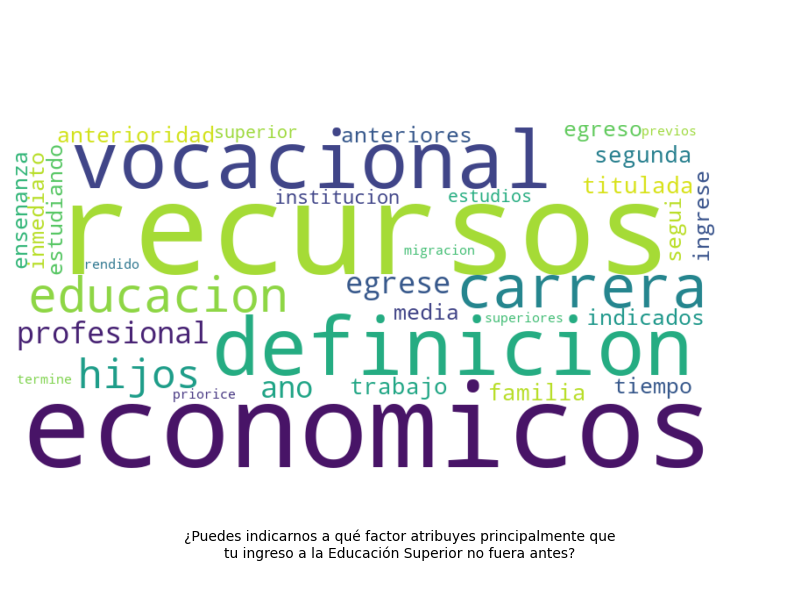 anterioridad
superior
anteriores
egreso
previos
vocacional
segunda
ensenanza
inmediato
estudiando
institucion
estudios
titulada
segui
ingrese
recursos
migracion
rendido
educacion
egrese
carrera
media
superiores
indicados
profesional
definicion
hijos
termine
priorice
ano
trabajo
familia
tiempo
economicos
¿Puedes indicarnos a qué factor atribuyes principalmente que
tu ingreso a la Educación Superior no fuera antes?